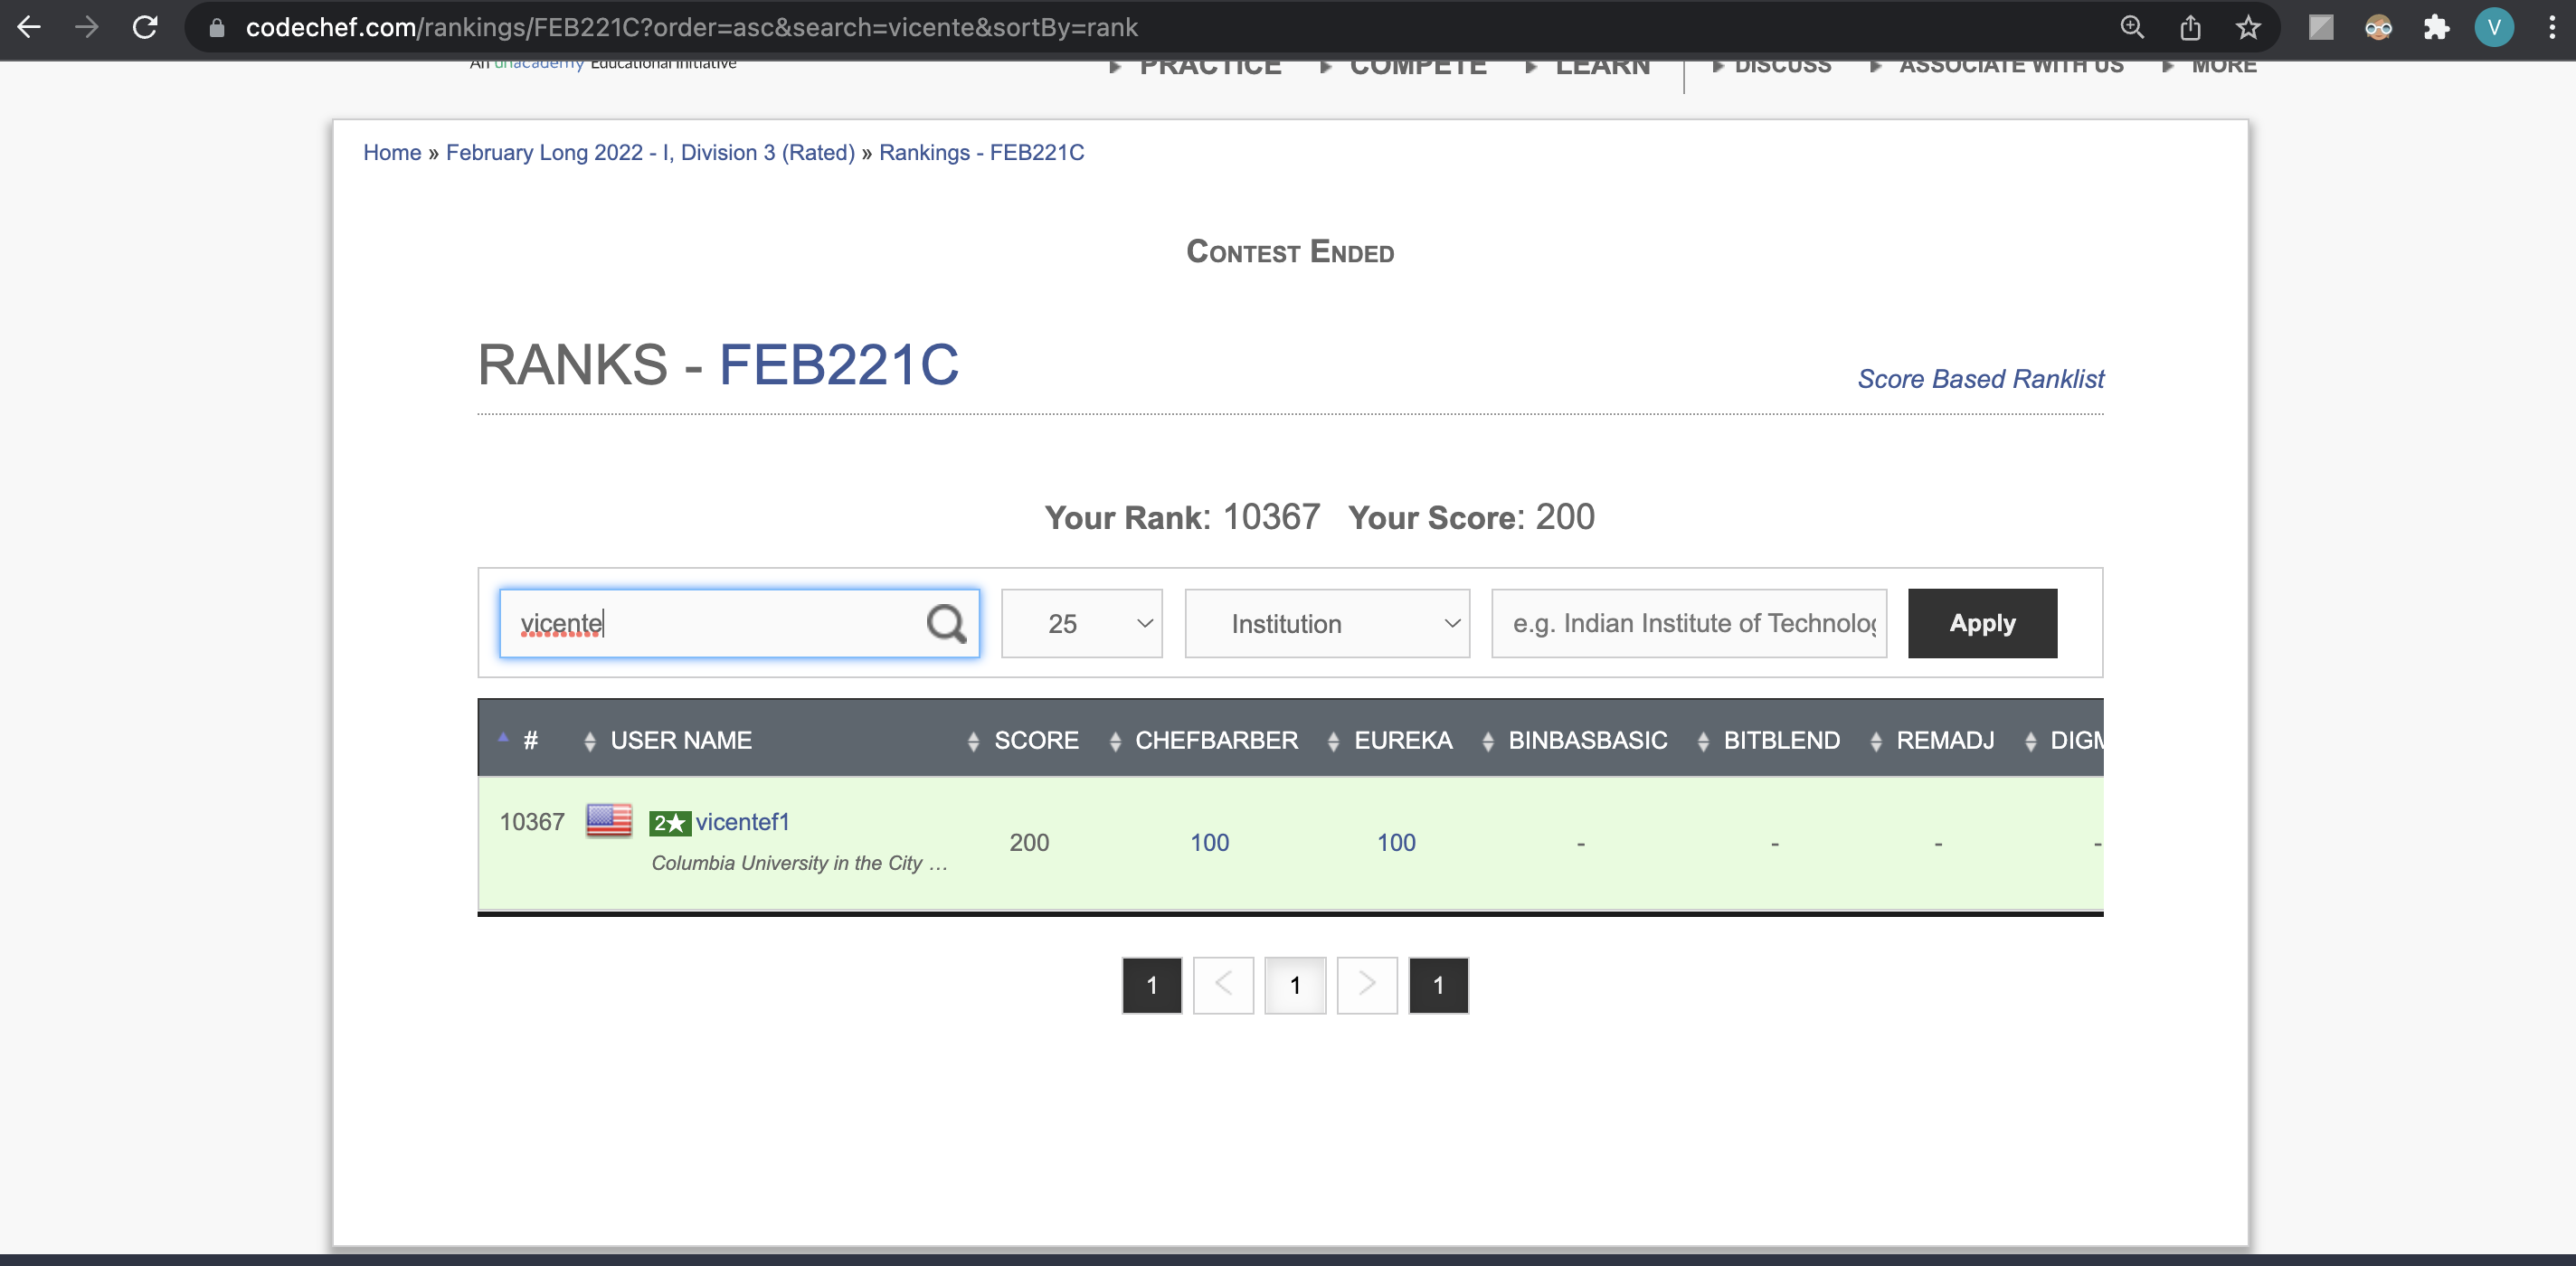 codechef.com/rankings/FEB221C?order=asc&search=vicente&sortBy=rank
V
An unacademy Educational Initiative
PRACTICE COMPETE LEARN DISCUSS ASSOCIATE WITH US MORE
Home » February Long 2022 - I, Division 3 (Rated) » Rankings - FEB221C
CONTEST ENDED
RANKS - FEB221C
Score Based Ranklist
Your Rank: 10367 Your Score: 200
vicente 25 Institution e.g. Indian Institute of Technolog Apply
# USER NAME SCORE CHEFBARBER EUREKA BINBASBASIC BITBLEND REMADJ DIGM
10367 2★ vicentef1
200 100 100 - - - -
Columbia University in the City ...
1 < 1 > 1